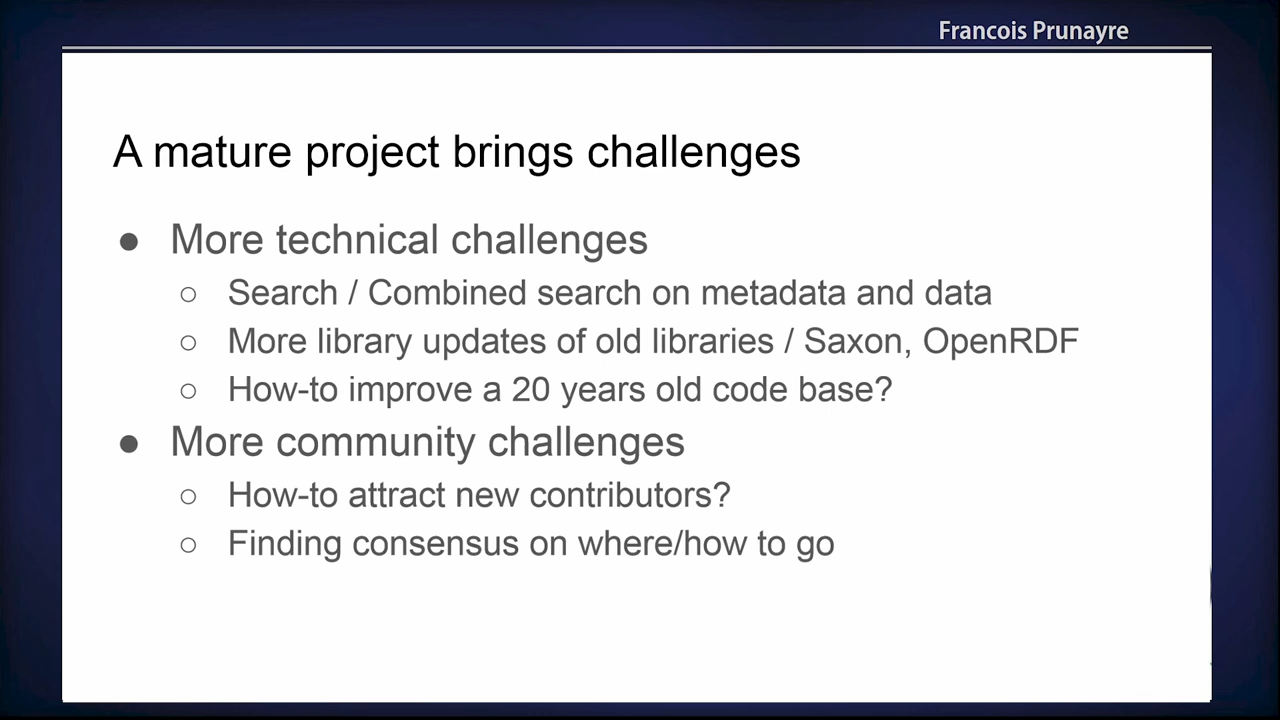 Francois Prunayre
A mature project brings challenges
● More technical challenges
○ Search / Combined search on metadata and data
○ More library updates of old libraries / Saxon, OpenRDF
○ How-to improve a 20 years old code base?
● More community challenges
○ How-to attract new contributors?
○ Finding consensus on where/how to go